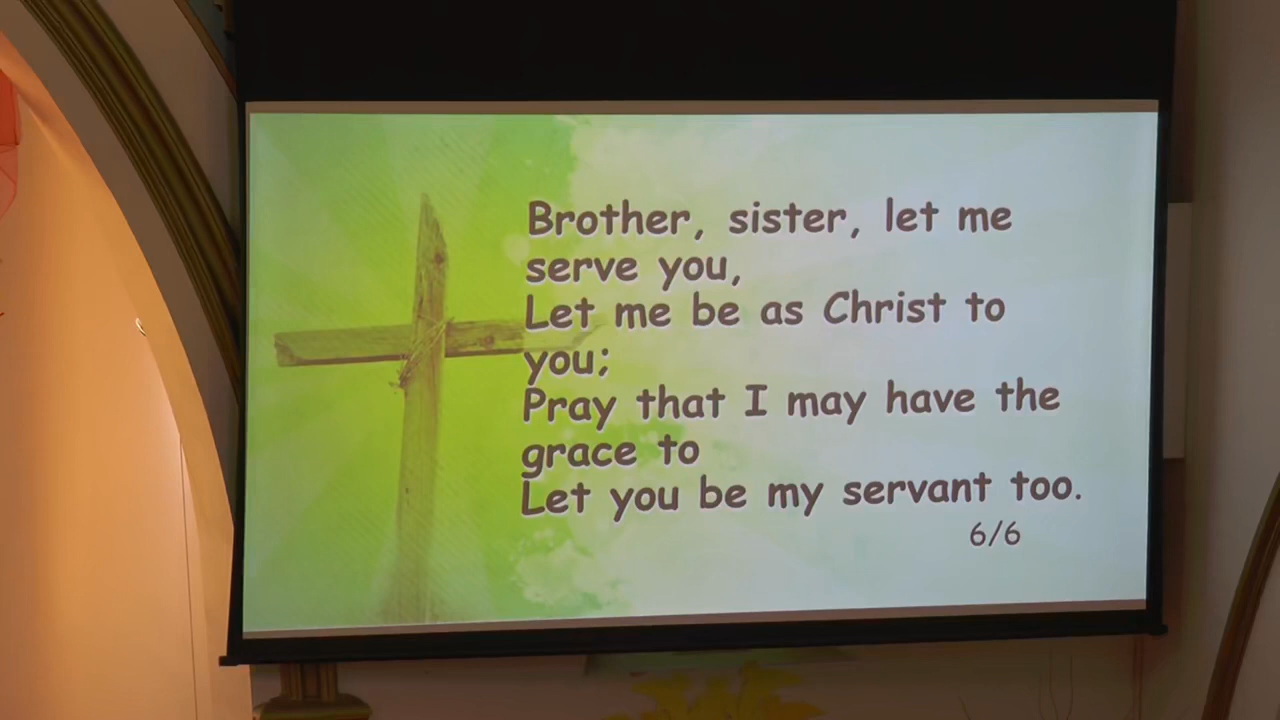 Brother, sister, let me
serve you,
Let me be as Christ to
you;
Pray that I may have the
grace to
Let you be my servant too.
6/6